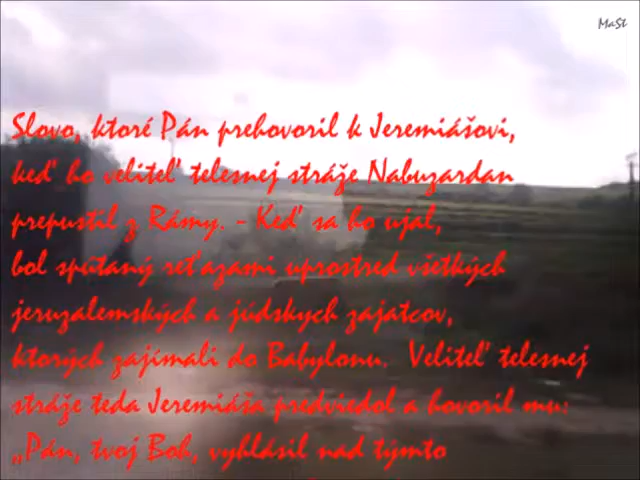 MaSt
Slovo, ktoré Pán prehovoril k Jeremiášovi,
keď ho veliteľ telesnej stráže Nabuzardan
prepustil z Rámy. - Keď sa ho ujal,
bol spútaný reťazami uprostred všetkých
jeruzalemských a júdskych zajatcov,
ktorých zajímali do Babylonu. Veliteľ telesnej
stráže teda Jeremiáša predviedol a hovoril mu:
„Pán, tvoj Boh, vyhlásil nad týmto